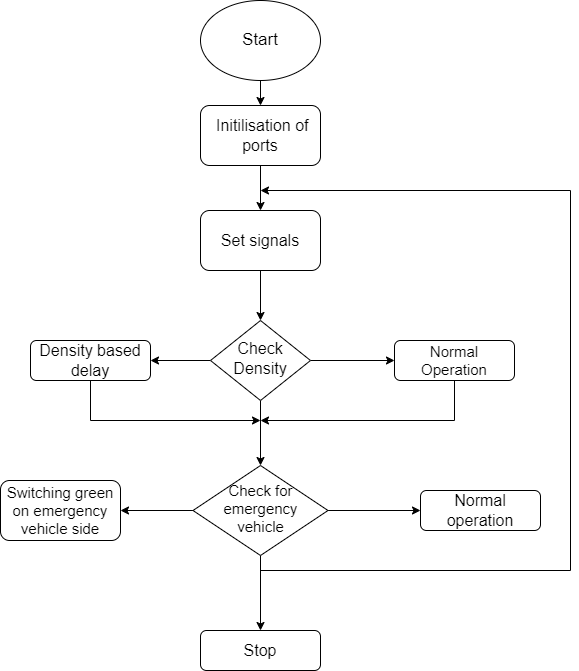 Start
Initilisation of
ports
Set signals
Check
Density
Density based
delay
Normal
Operation
Check for
emergency
vehicle
Switching green
on emergency
vehicle side
Normal
operation
Stop